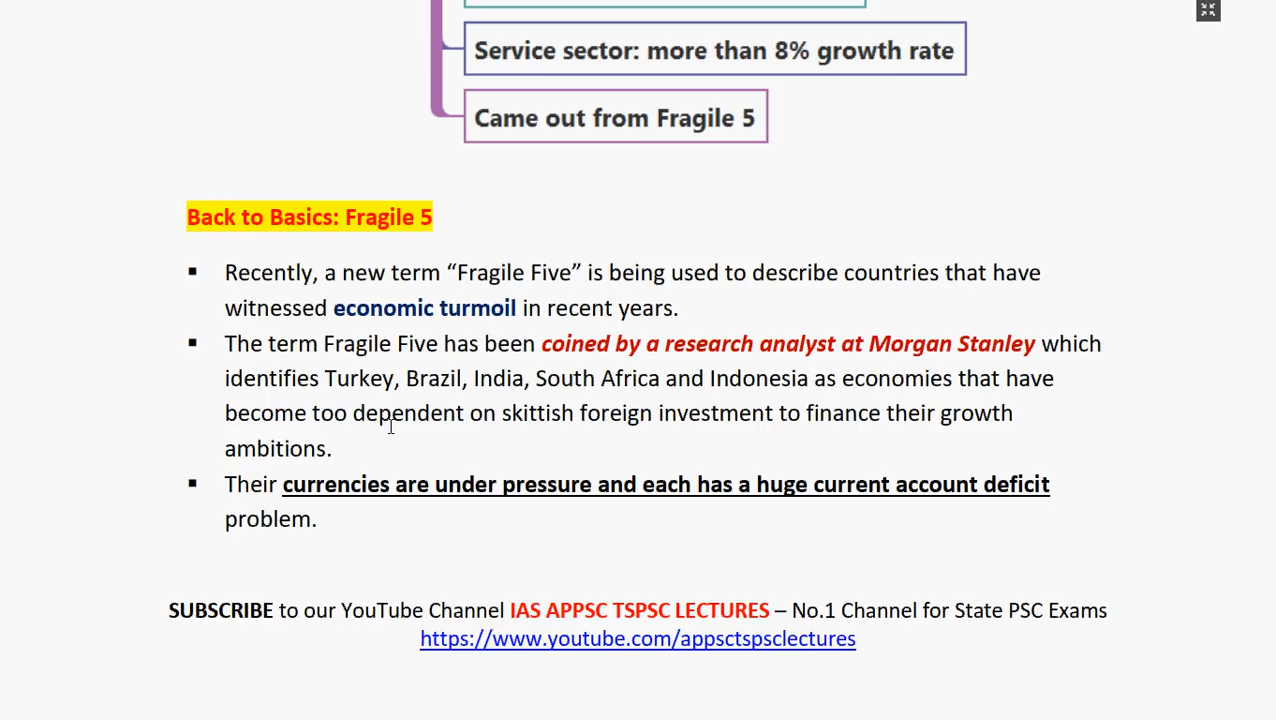 Service sector: more than 8% growth rate
Came out from Fragile 5
Back to Basics: Fragile 5
▪ Recently, a new term “Fragile Five” is being used to describe countries that have
witnessed economic turmoil in recent years.
▪ The term Fragile Five has been coined by a research analyst at Morgan Stanley which
identifies Turkey, Brazil, India, South Africa and Indonesia as economies that have
become too dependent on skittish foreign investment to finance their growth
ambitions.
▪ Their currencies are under pressure and each has a huge current account deficit
problem.
SUBSCRIBE to our YouTube Channel IAS APPSC TSPSC LECTURES – No.1 Channel for State PSC Exams
https://www.youtube.com/appsctspsclectures